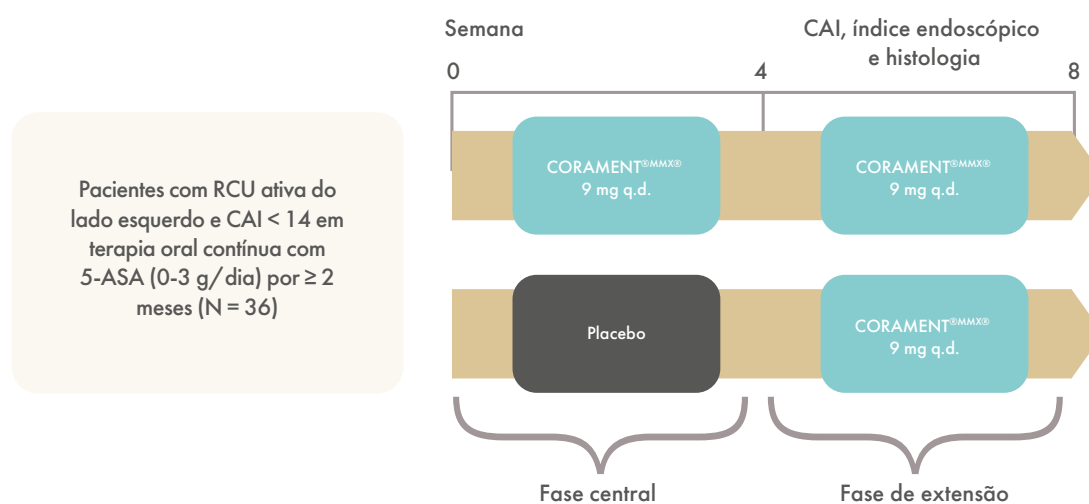 Semana
CAI, índice endoscópico
e histologia
0
4
8
Pacientes com RCU ativa do
lado esquerdo e CAI < 14 em
terapia oral contínua com
5-ASA (0-3 g/dia) por ≥ 2
meses (N = 36)
CORAMENT®MMX®
9 mg q.d.
CORAMENT®MMX®
9 mg q.d.
Placebo
CORAMENT®MMX®
9 mg q.d.
Fase central
Fase de extensão